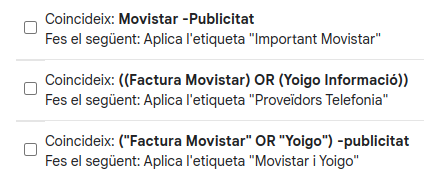 Coincideix: Movistar -Publicitat
Fes el següent: Aplica l'etiqueta "Important Movistar"
Coincideix: ((Factura Movistar) OR (Yoigo Informació))
Fes el següent: Aplica l'etiqueta "Proveïdors Telefonia"
Coincideix: ("Factura Movistar" OR "Yoigo") -publicitat
Fes el següent: Aplica l'etiqueta "Movistar i Yoigo"